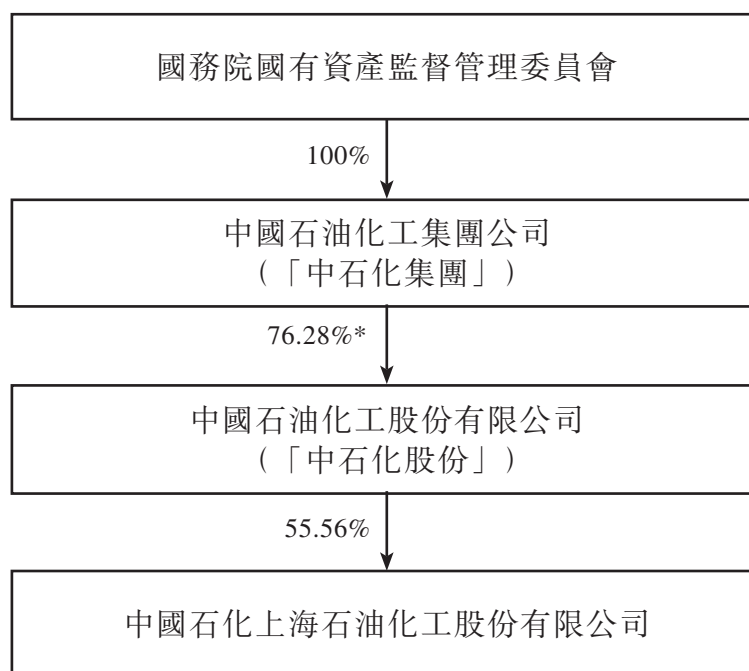 國務院國有資產監督管理委員會
100%
中國石油化工集團公司
(「中石化集團」)
76.28%*
中國石油化工股份有限公司
(「中石化股份」)
55.56%
中國石化上海石油化工股份有限公司